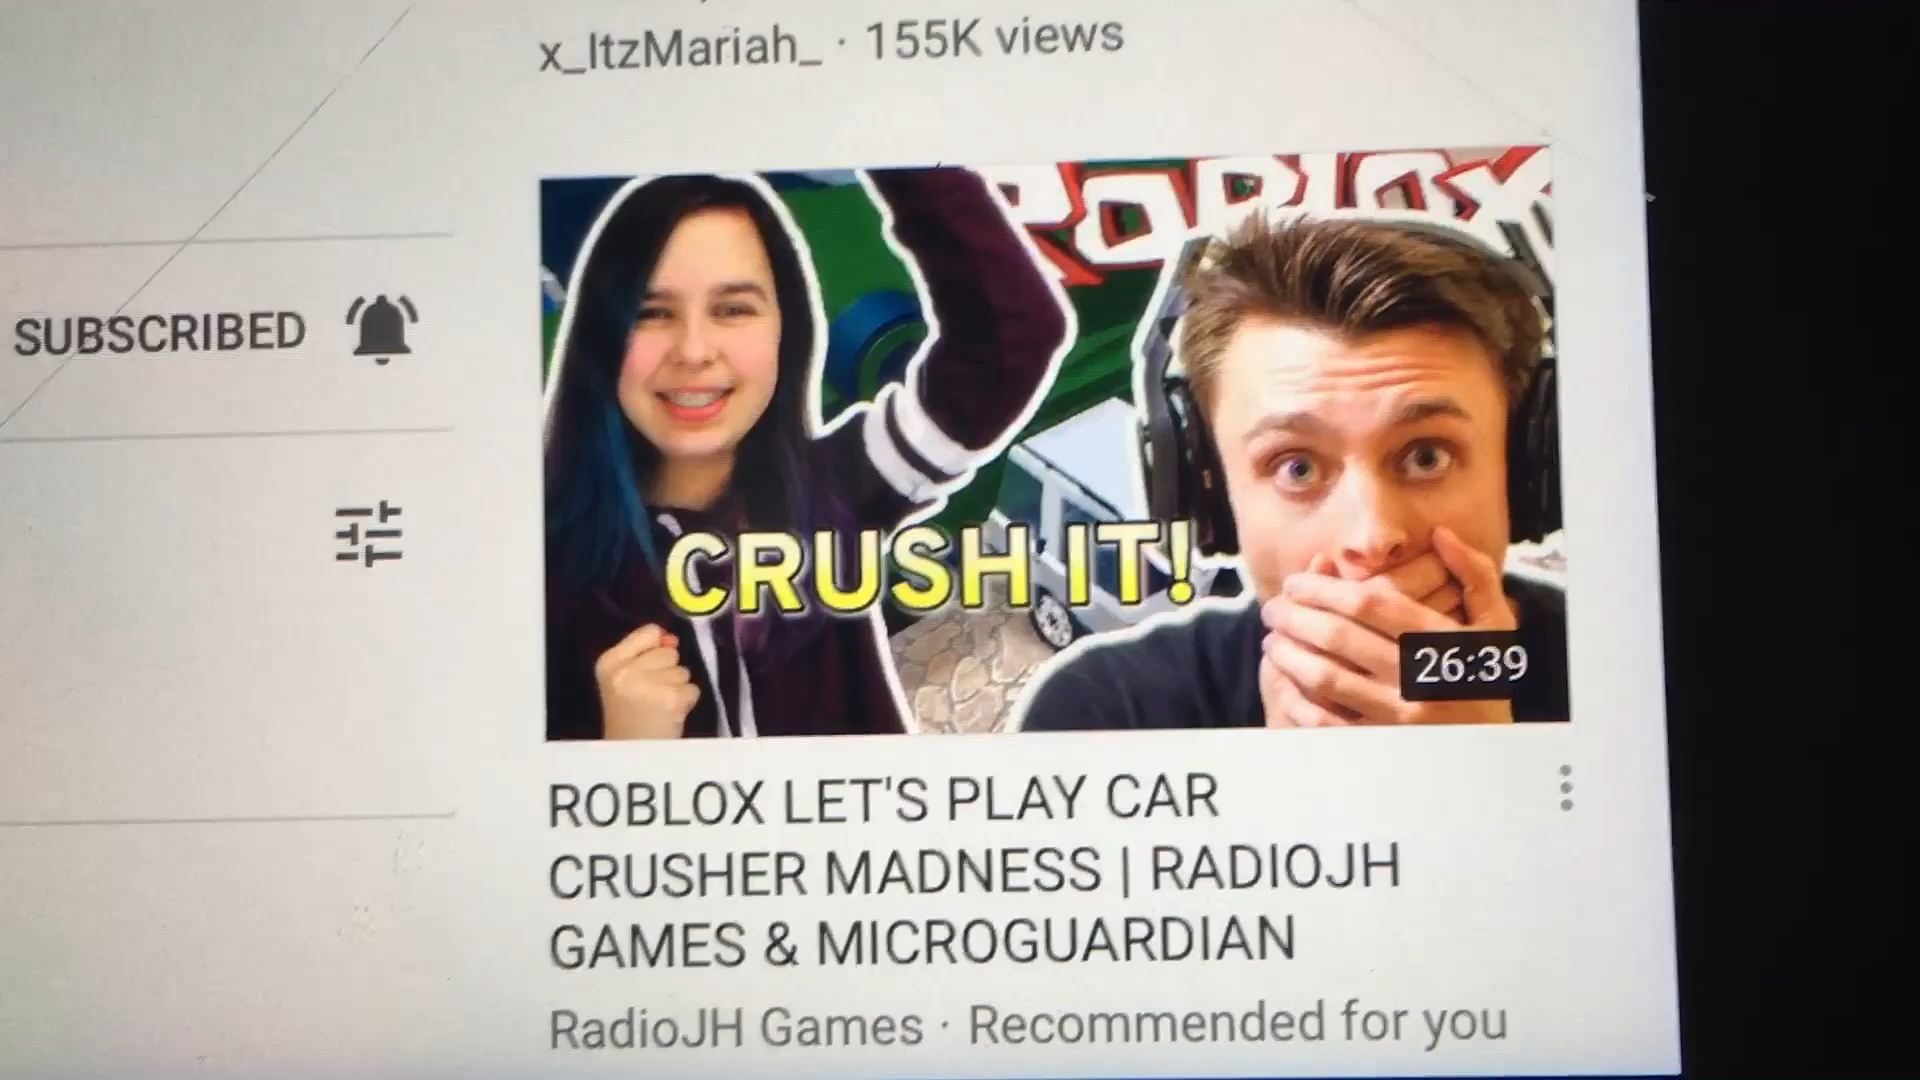 x_ItzMariah_ · 155K views
ROBLOX
SUBSCRIBED
CRUSH IT!
26:39
ROBLOX LET'S PLAY CAR
CRUSHER MADNESS | RADIOJH
GAMES & MICROGUARDIAN
RadioJH Games · Recommended for you